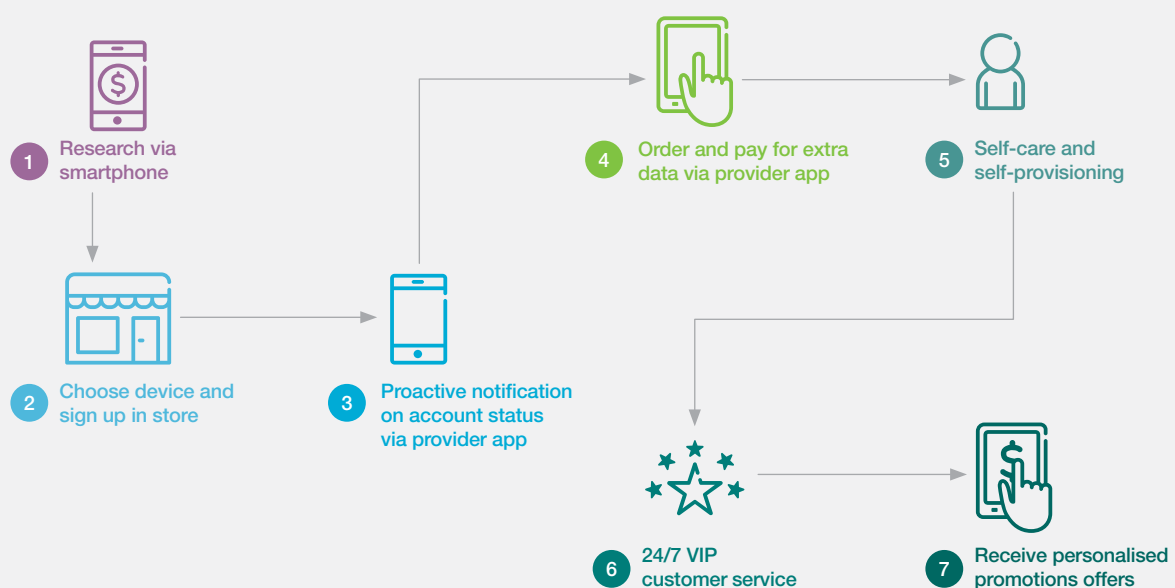 1
Research via
smartphone
2
Choose device and
sign up in store
3
Proactive notification
on account status
via provider app
4
Order and pay for extra
data via provider app
5
Self-care and
self-provisioning
6
24/7 VIP
customer service
7
Receive personalised
promotions offers